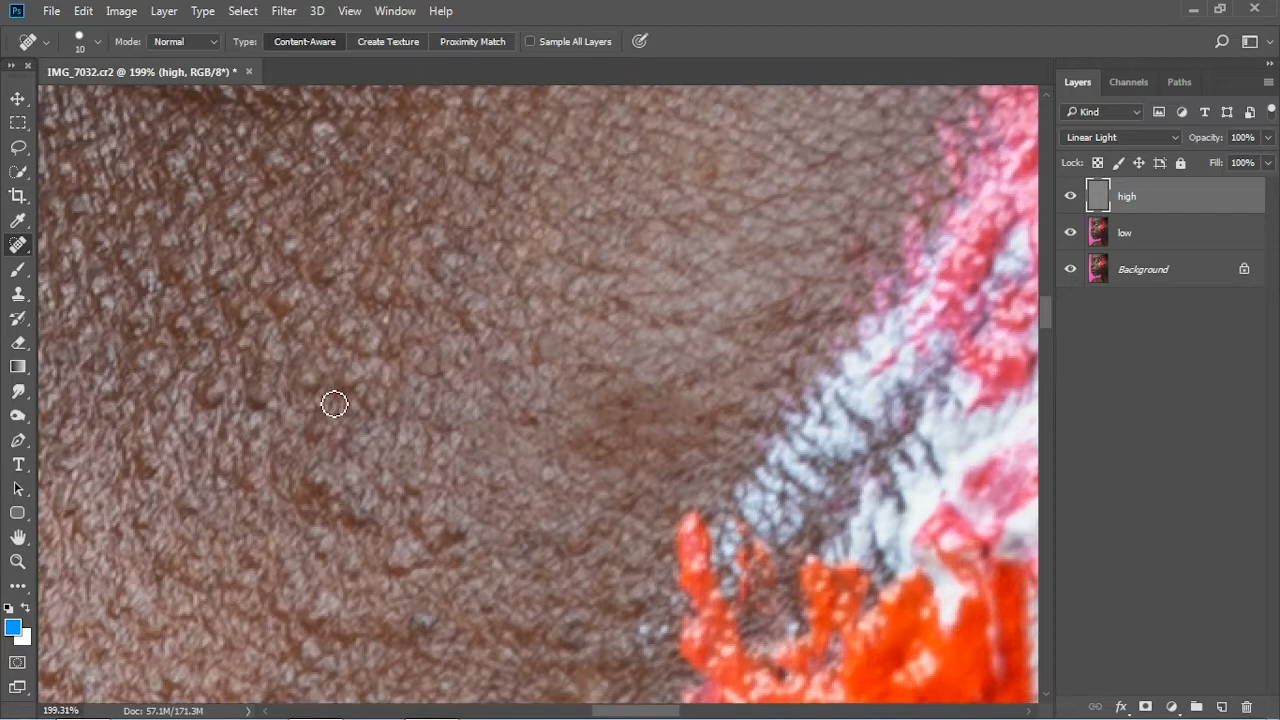 Ps File Edit Image Layer Type Select Filter 3D View Window Help
10 Mode: Normal Type: Content-Aware Create Texture Proximity Match Sample All Layers
IMG_7032.cr2 @ 199% (high, RGB/8*) *
Layers Channels Paths
Kind
Linear Light Opacity: 100%
Locks: Fill: 100%
high
low
Background
199.31% Doc: 57.1M/171.3M